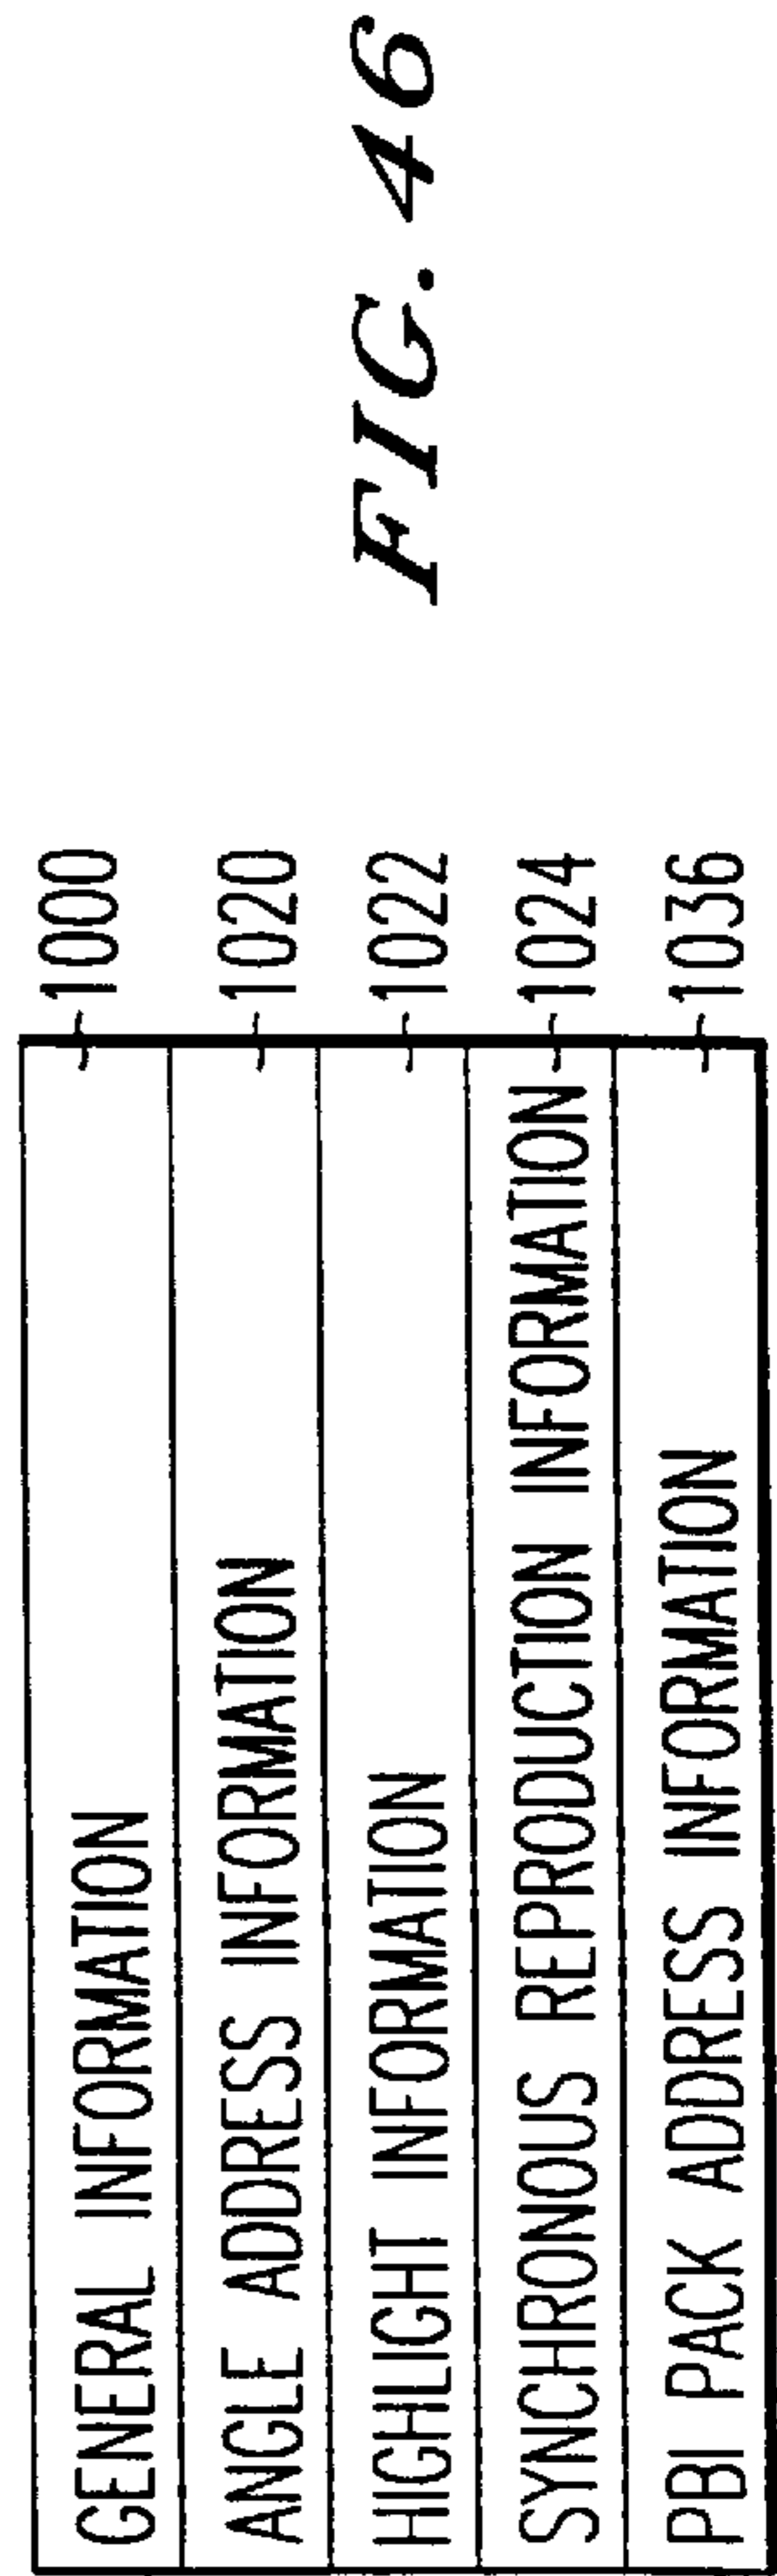 GENERAL INFORMATION 1000
ANGLE ADDRESS INFORMATION 1020
HIGHLIGHT INFORMATION 1022
SYNCHRONOUS REPRODUCTION INFORMATION 1024
PBI PACK ADDRESS INFORMATION 1036
FIG. 46